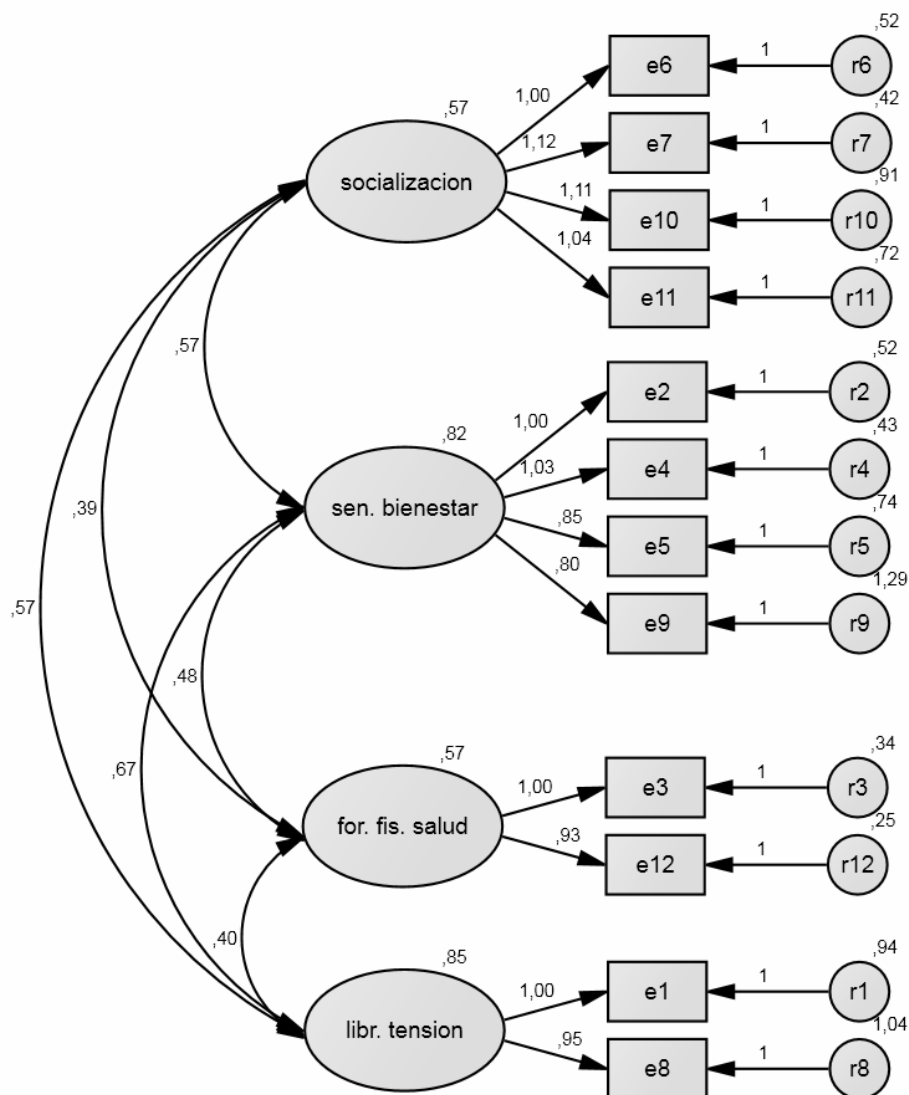 ,52
e6
1
r6
1,00
,42
,57
e7
1
r7
1,12
,91
socializacion
1,11
e10
1
r10
1,04
,72
e11
1
r11
,57
,52
e2
1
r2
1,00
,43
,82
e4
1
r4
1,03
,74
sen. bienestar
,39
,85
e5
1
r5
,80
1,29
,57
e9
1
r9
,48
,34
,57
,67
e3
1
r3
1,00
,25
for. fis. salud
,93
e12
1
r12
,40
,94
,85
e1
1
r1
1,00
1,04
libr. tension
,95
e8
1
r8